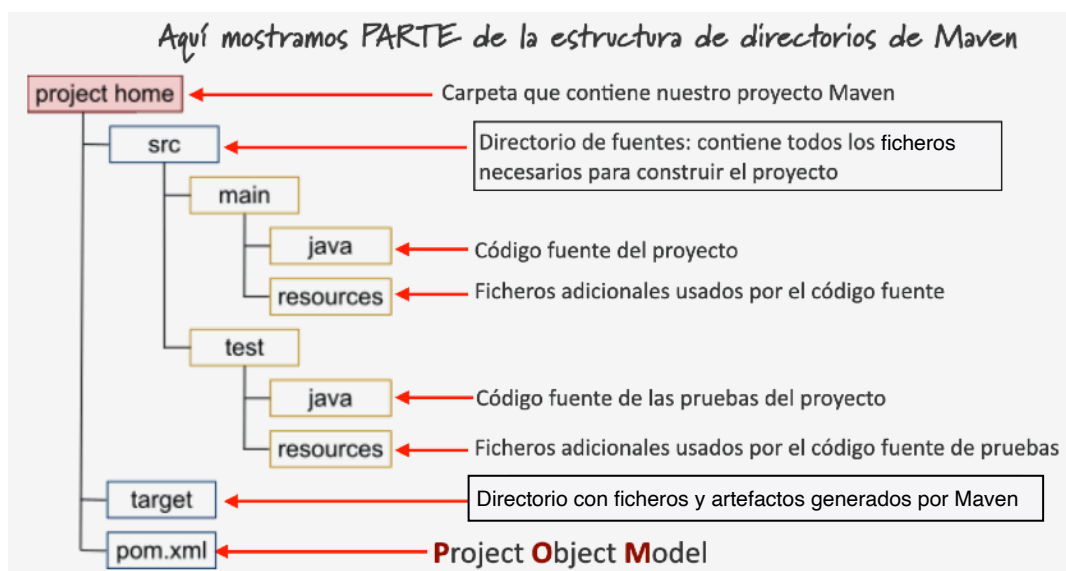 Aquí mostramos PARTE de la estructura de directorios de Maven
project home
Carpeta que contiene nuestro proyecto Maven
src
Directorio de fuentes: contiene todos los ficheros
necesarios para construir el proyecto
main
java
Código fuente del proyecto
resources
Ficheros adicionales usados por el código fuente
test
java
Código fuente de las pruebas del proyecto
resources
Ficheros adicionales usados por el código fuente de pruebas
target
Directorio con ficheros y artefactos generados por Maven
pom.xml
Project Object Model